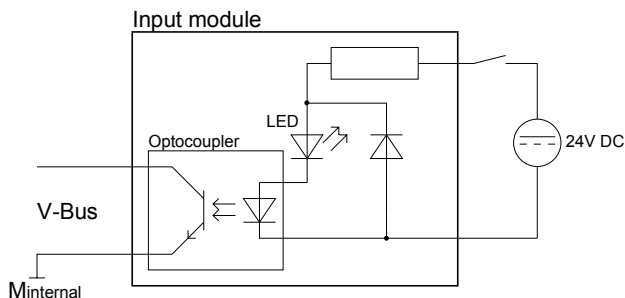 Input module
LED
Optocoupler
24V DC
V-Bus
Minternal